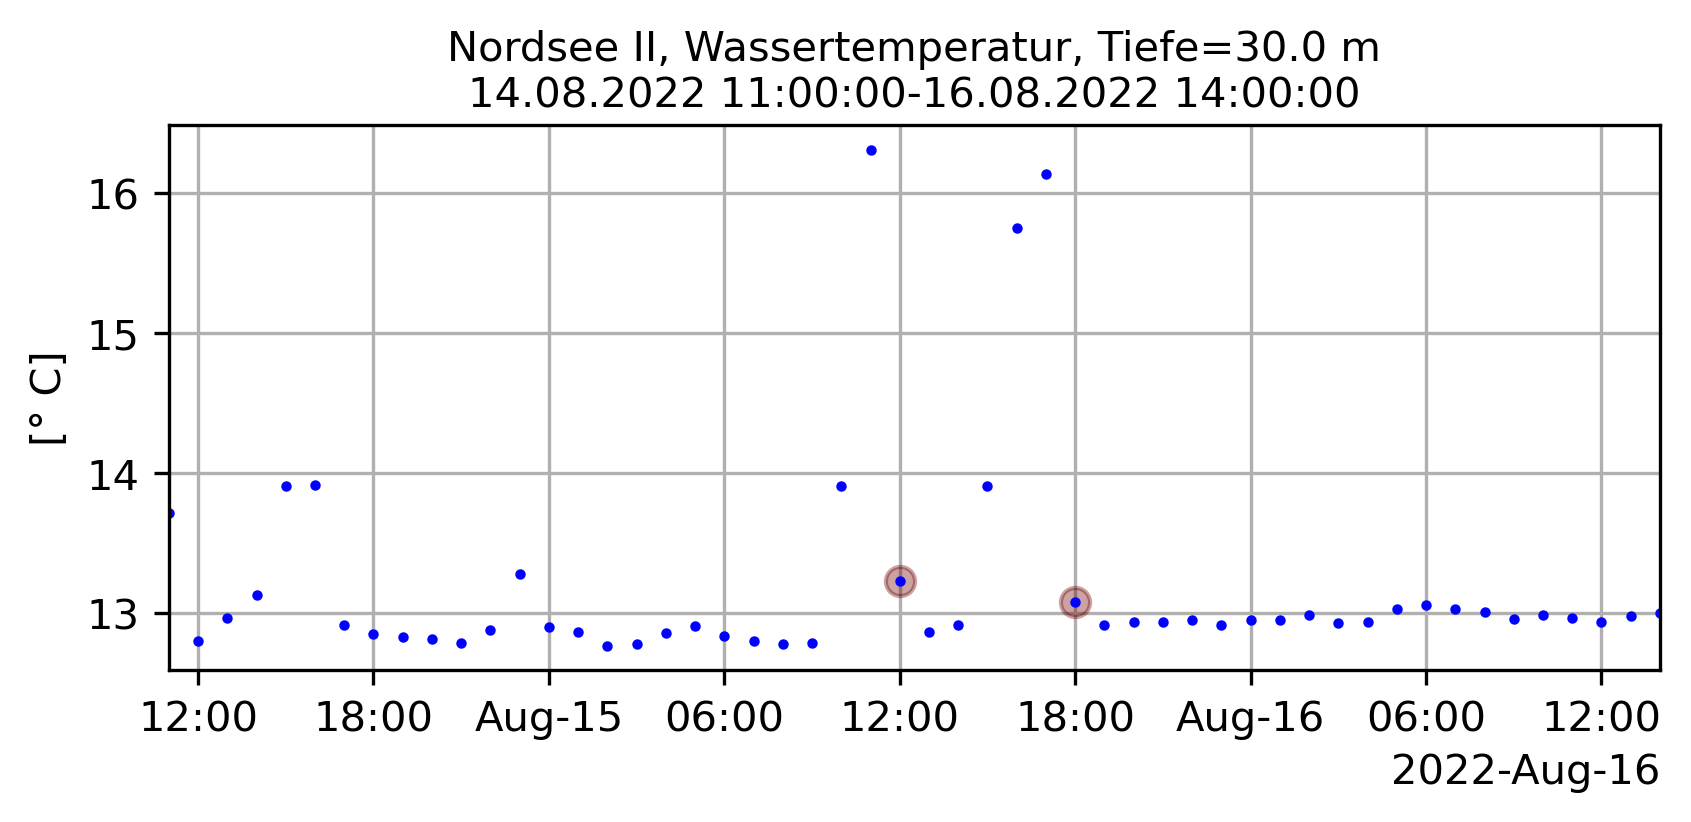 Nordsee II, Wassertemperatur, Tiefe=30.0 m
14.08.2022 11:00:00-16.08.2022 14:00:00
16
15
14
13
[° C]
12:00 18:00 Aug-15 06:00 12:00 18:00 Aug-16 06:00 12:00
2022-Aug-16